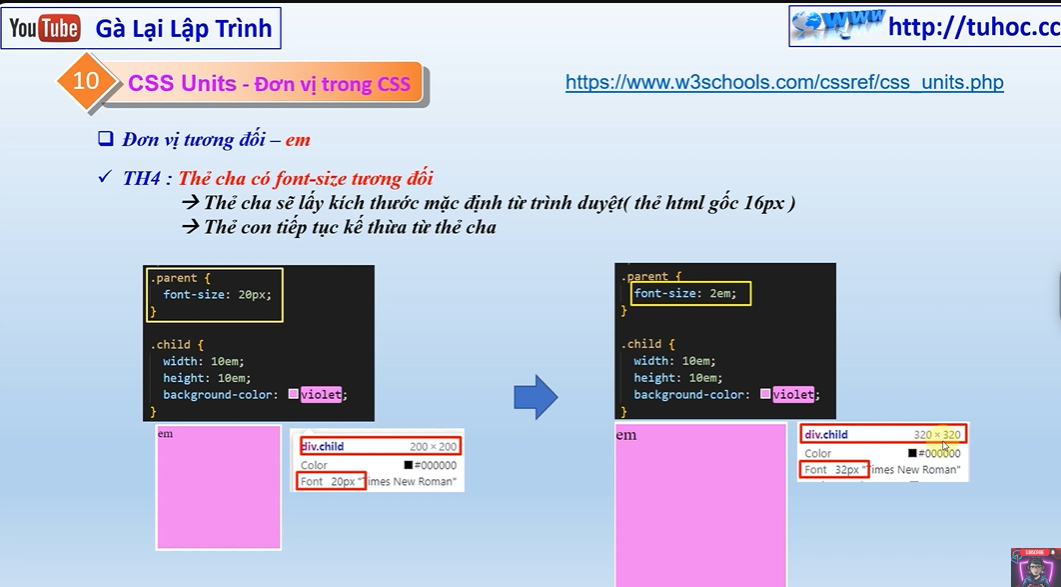 YouTube Gà Lại Lập Trình
WWW http://tuhoc.cc
10 CSS Units - Đơn vị trong CSS
https://www.w3schools.com/cssref/css_units.php
Đơn vị tương đối – em
TH4 : Thẻ cha có font-size tương đối
→ Thẻ cha sẽ lấy kích thước mặc định từ trình duyệt( thẻ html gốc 16px )
→ Thẻ con tiếp tục kế thừa từ thẻ cha
.parent {
font-size: 20px;
}
.child {
width: 10em;
height: 10em;
background-color: violet;
}
em
div.child 200 × 200
Color #000000
Font 20px "Times New Roman"
.parent {
font-size: 2em;
}
.child {
width: 10em;
height: 10em;
background-color: violet;
}
em
div.child 320 × 320
Color #000000
Font 32px "Times New Roman"
SUBSCRIBE